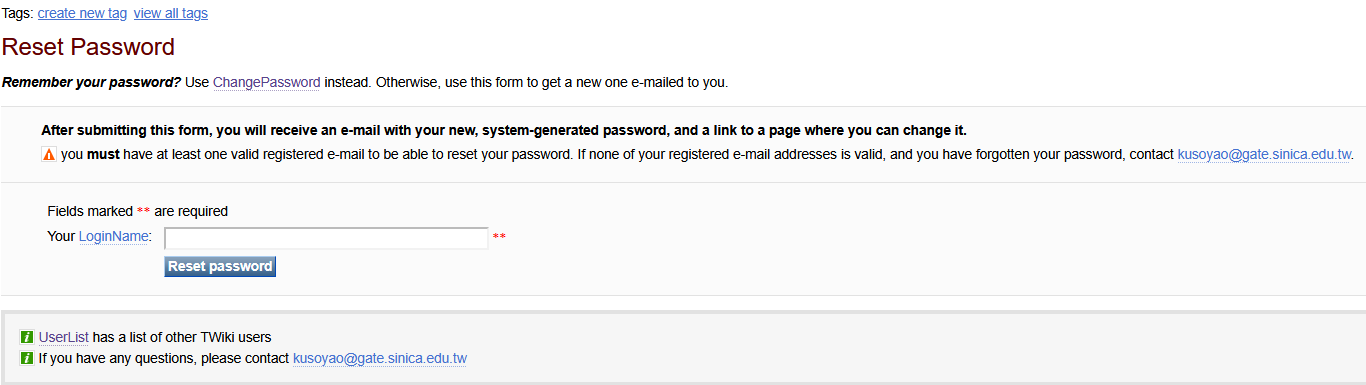 Tags: create new tag view all tags
Reset Password
Remember your password? Use ChangePassword instead. Otherwise, use this form to get a new one e-mailed to you.
After submitting this form, you will receive an e-mail with your new, system-generated password, and a link to a page where you can change it.
you must have at least one valid registered e-mail to be able to reset your password. If none of your registered e-mail addresses is valid, and you have forgotten your password, contact kusoyao@gate.sinica.edu.tw.
Fields marked ** are required
Your LoginName: **
Reset password
UserList has a list of other TWiki users
If you have any questions, please contact kusoyao@gate.sinica.edu.tw